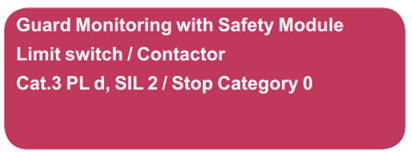 Guard Monitoring with Safety Module
Limit switch / Contactor
Cat.3 PL d, SIL 2 / Stop Category 0